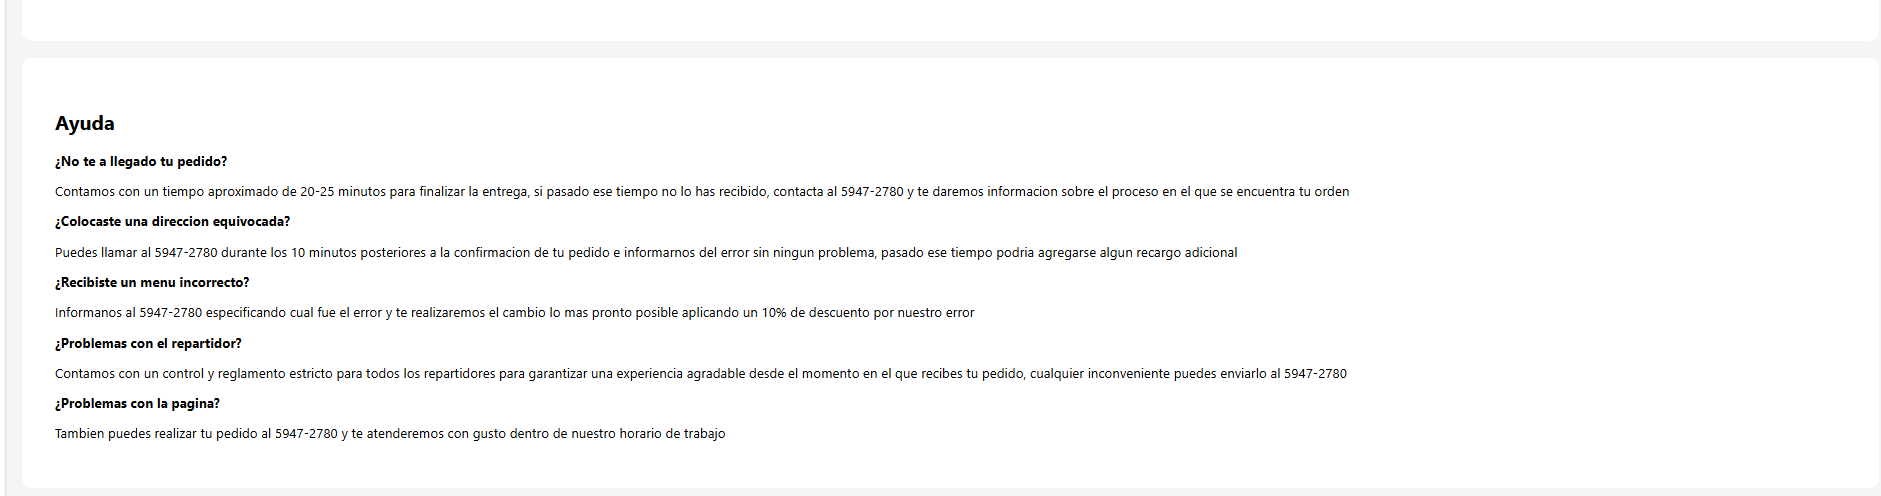 Ayuda
¿No te a llegado tu pedido?
Contamos con un tiempo aproximado de 20-25 minutos para finalizar la entrega, si pasado ese tiempo no lo has recibido, contacta al 5947-2780 y te daremos informacion sobre el proceso en el que se encuentra tu orden
¿Colocaste una direccion equivocada?
Puedes llamar al 5947-2780 durante los 10 minutos posteriores a la confirmacion de tu pedido e informarnos del error sin ningun problema, pasado ese tiempo podria agregarse algun recargo adicional
¿Recibiste un menu incorrecto?
Informanos al 5947-2780 especificando cual fue el error y te realizaremos el cambio lo mas pronto posible aplicando un 10% de descuento por nuestro error
¿Problemas con el repartidor?
Contamos con un control y reglamento estricto para todos los repartidores para garantizar una experiencia agradable desde el momento en el que recibes tu pedido, cualquier inconveniente puedes enviarlo al 5947-2780
¿Problemas con la pagina?
Tambien puedes realizar tu pedido al 5947-2780 y te atenderemos con gusto dentro de nuestro horario de trabajo